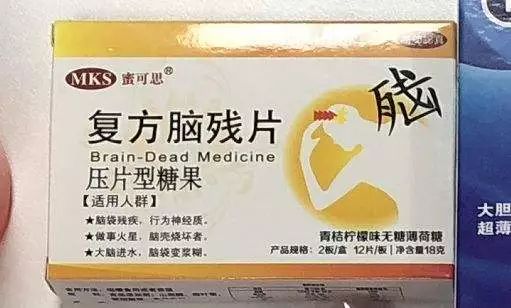 MKS 蜜可思®
复方脑残片
Brain-Dead Medicine
压片型糖果
【适用人群】
★脑袋残疾，行为神经质。
★做事火星，脑壳烧坏者。
★大脑进水，脑袋变浆糊。
脑
青桔柠檬味无糖薄荷糖
产品规格：2板/盒 12片/板 | 净含量18克
大胆
超薄